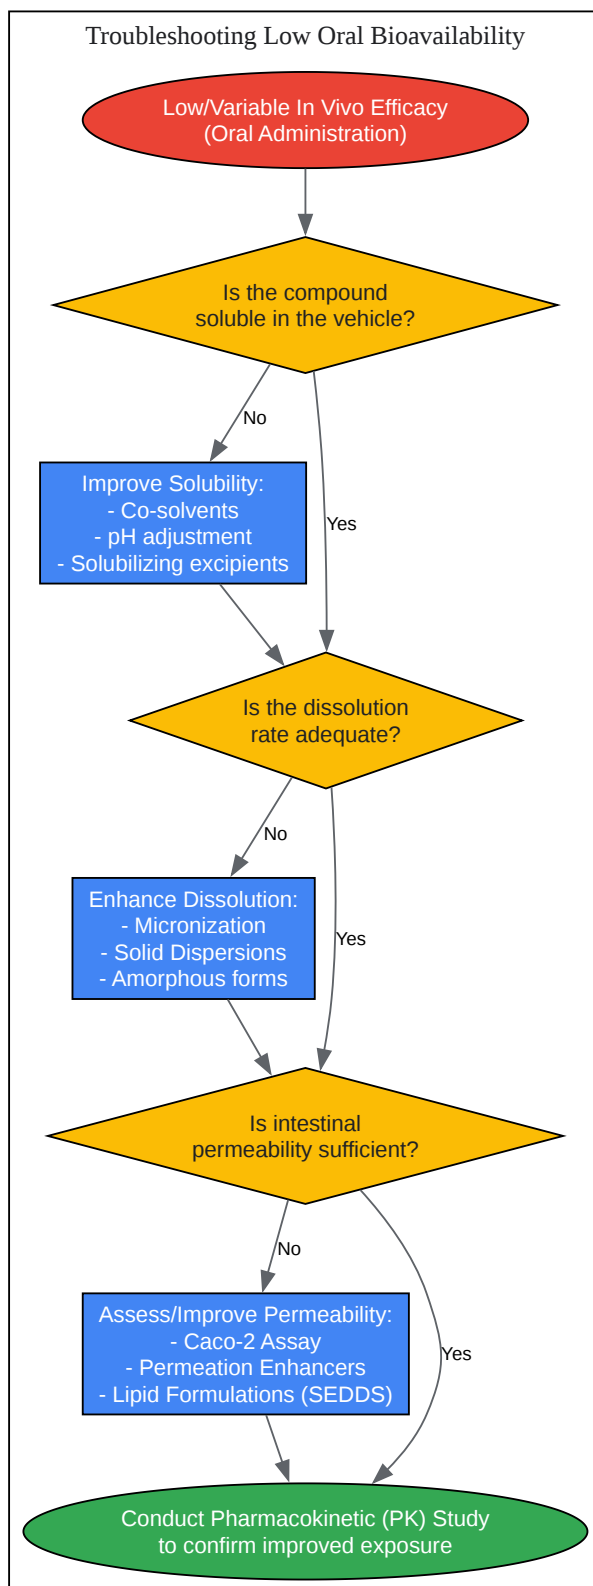 Troubleshooting Low Oral Bioavailability
Low/Variable In Vivo Efficacy
(Oral Administration)
Is the compound
soluble in the vehicle?
No
Improve Solubility:
- Co-solvents
- pH adjustment
- Solubilizing excipients
Yes
Is the dissolution
rate adequate?
No
Enhance Dissolution:
- Micronization
- Solid Dispersions
- Amorphous forms
Yes
Is intestinal
permeability sufficient?
No
Assess/Improve Permeability:
- Caco-2 Assay
- Permeation Enhancers
- Lipid Formulations (SEDDS)
Yes
Conduct Pharmacokinetic (PK) Study
to confirm improved exposure